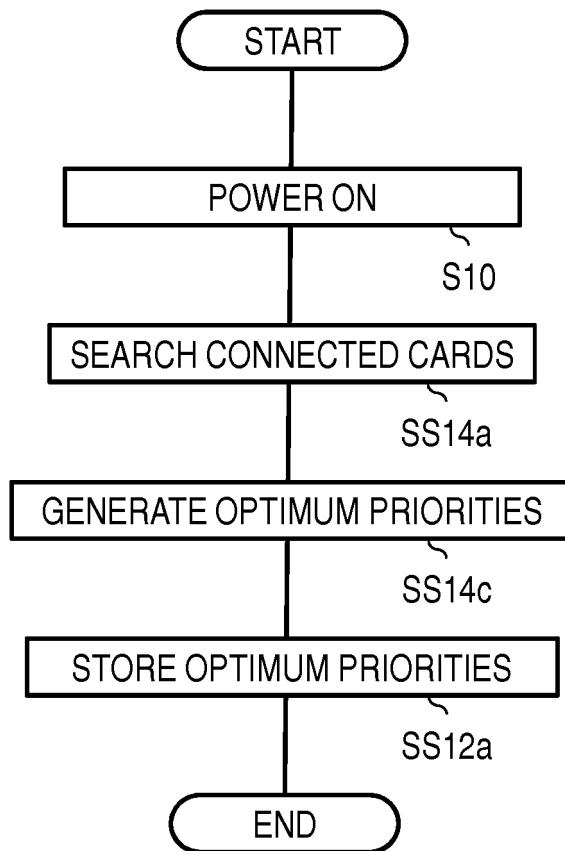 START
POWER ON
S10
SEARCH CONNECTED CARDS
SS14a
GENERATE OPTIMUM PRIORITIES
SS14c
STORE OPTIMUM PRIORITIES
SS12a
END